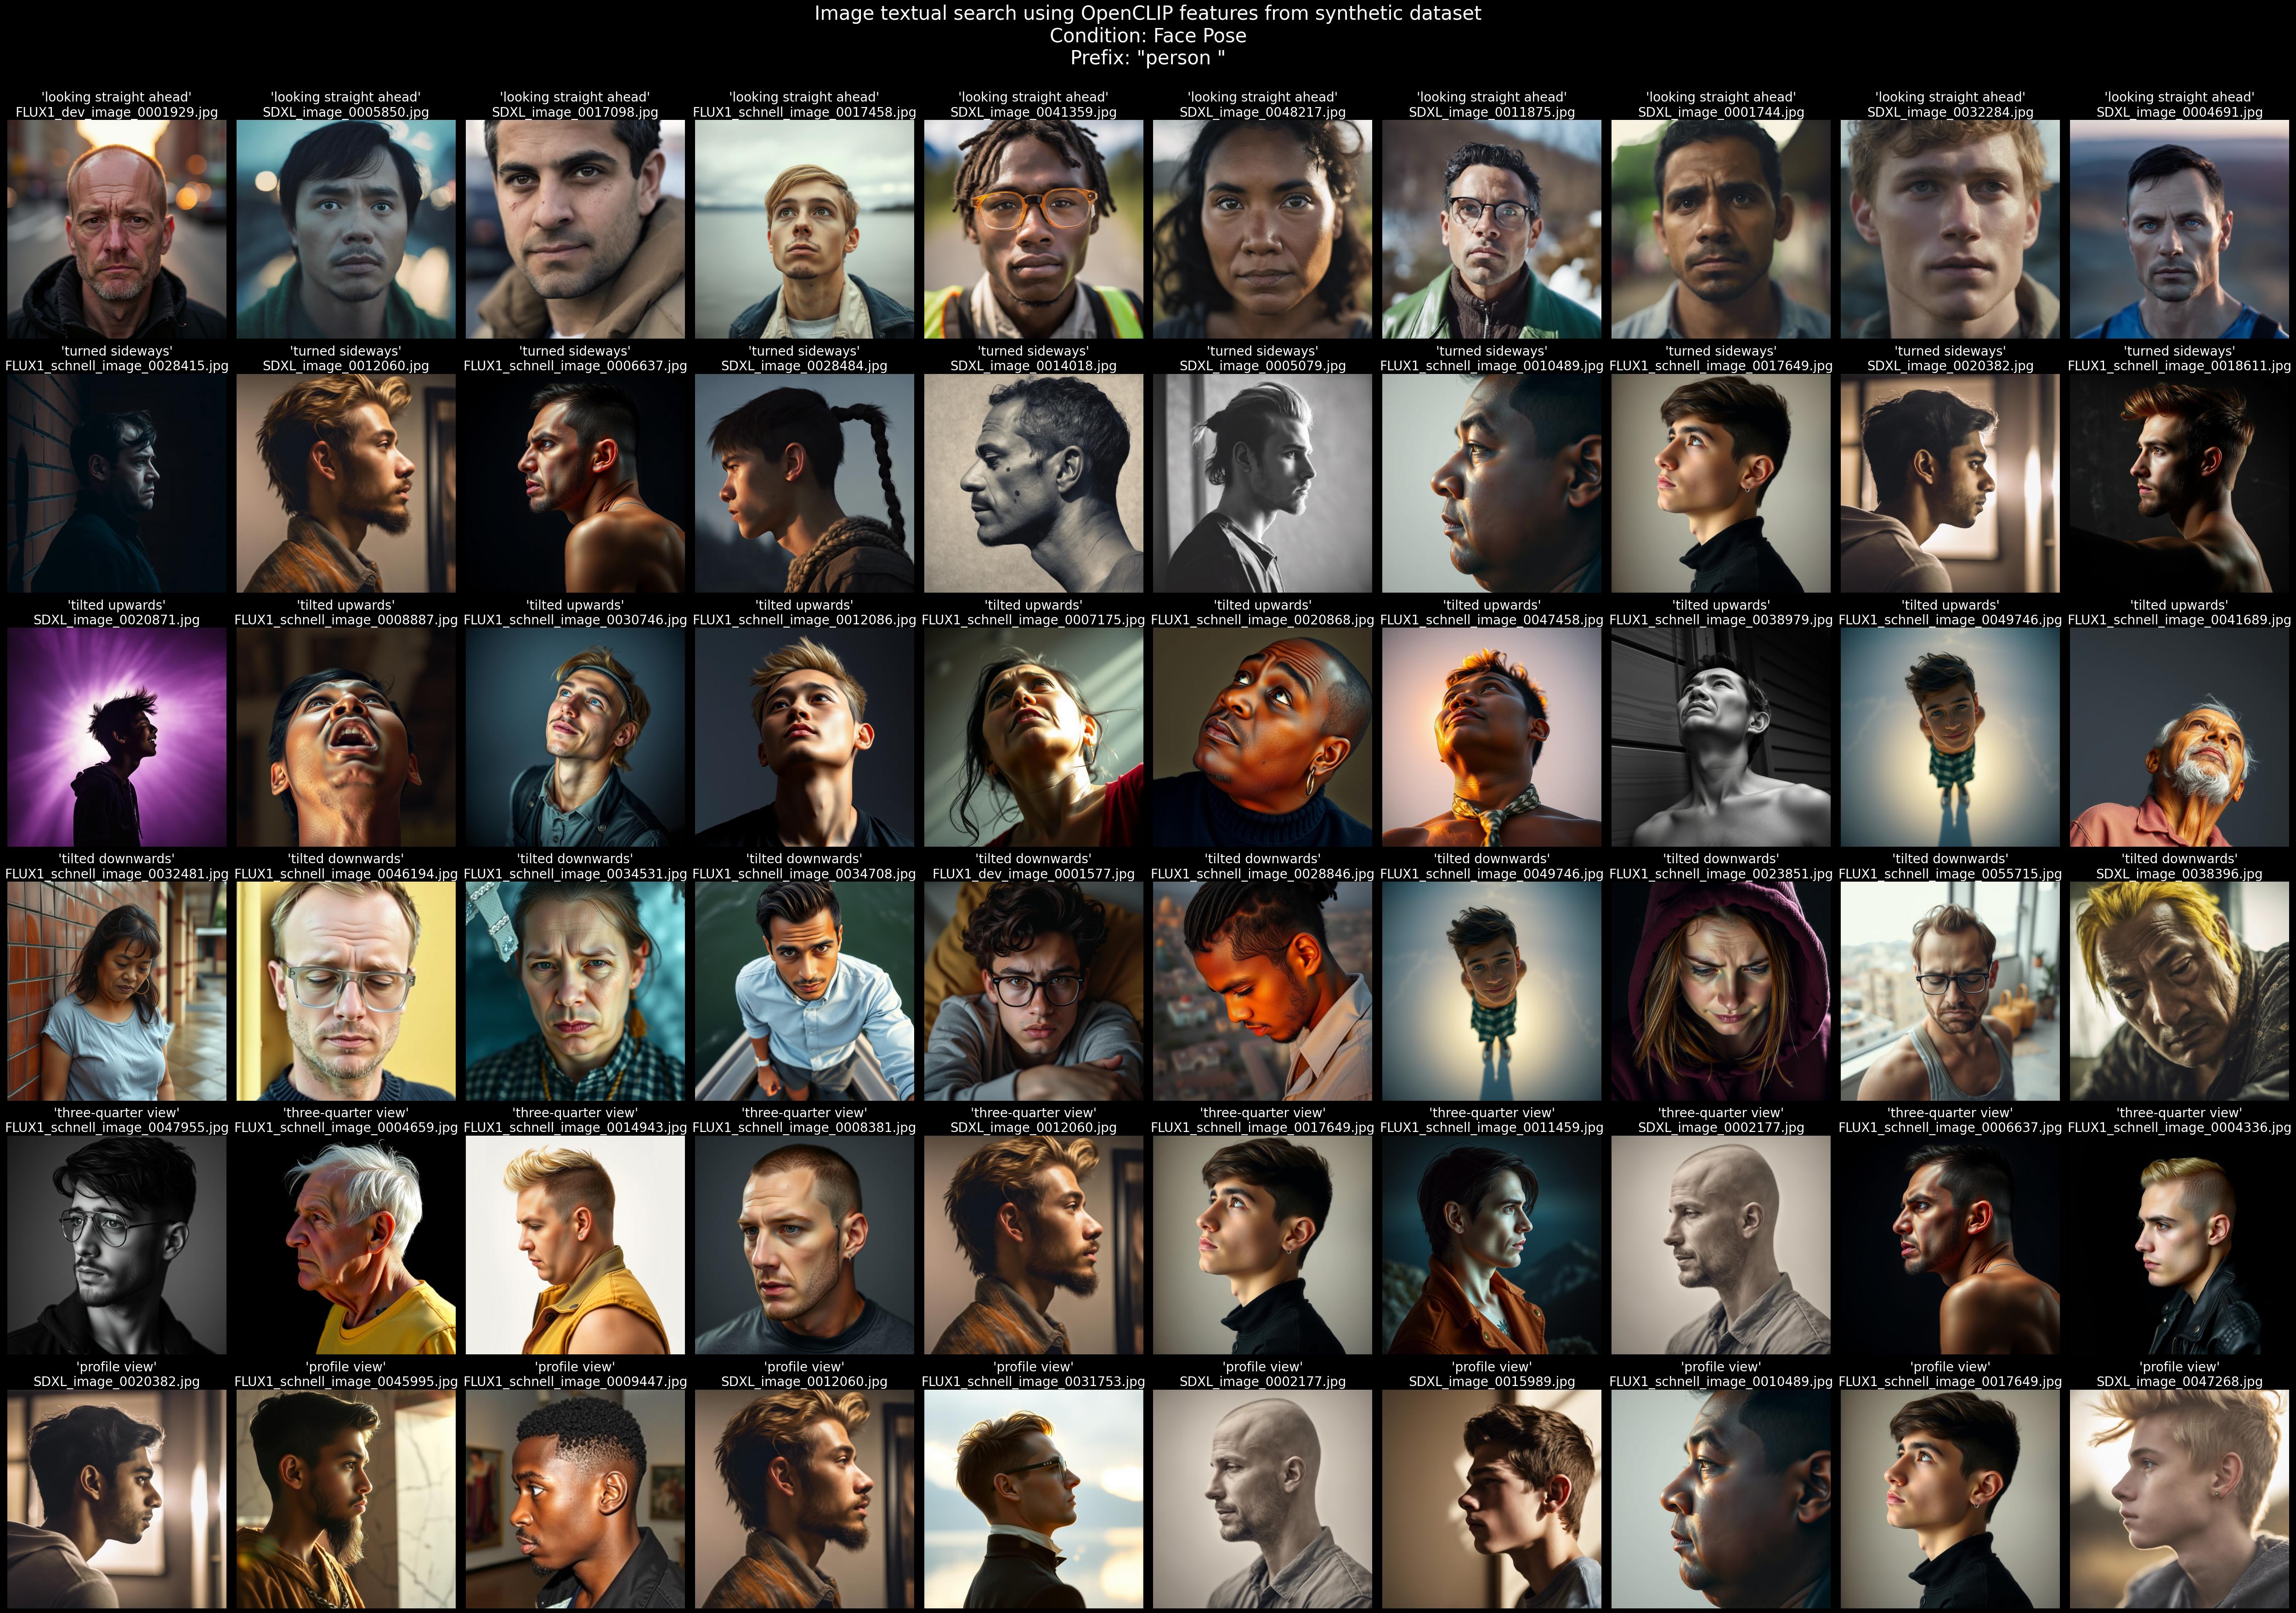 Image textual search using OpenCLIP features from synthetic dataset
Condition: Face Pose
Prefix: "person "
'looking straight ahead' 'looking straight ahead' 'looking straight ahead' 'looking straight ahead' 'looking straight ahead' 'looking straight ahead' 'looking straight ahead' 'looking straight ahead' 'looking straight ahead' 'looking straight ahead'
FLUX1_dev_image_0001929.jpg SDXL_image_0005850.jpg SDXL_image_0017098.jpg FLUX1_schnell_image_0017458.jpg SDXL_image_0041359.jpg SDXL_image_0048217.jpg SDXL_image_0011875.jpg SDXL_image_0001744.jpg SDXL_image_0032284.jpg SDXL_image_0004691.jpg
'turned sideways' 'turned sideways' 'turned sideways' 'turned sideways' 'turned sideways' 'turned sideways' 'turned sideways' 'turned sideways' 'turned sideways' 'turned sideways'
FLUX1_schnell_image_0028415.jpg SDXL_image_0012060.jpg FLUX1_schnell_image_0006637.jpg SDXL_image_0028484.jpg SDXL_image_0014018.jpg SDXL_image_0005079.jpg FLUX1_schnell_image_0010489.jpg FLUX1_schnell_image_0017649.jpg SDXL_image_0020382.jpg FLUX1_schnell_image_0018611.jpg
'tilted upwards' 'tilted upwards' 'tilted upwards' 'tilted upwards' 'tilted upwards' 'tilted upwards' 'tilted upwards' 'tilted upwards' 'tilted upwards' 'tilted upwards'
SDXL_image_0020871.jpg FLUX1_schnell_image_0008887.jpg FLUX1_schnell_image_0030746.jpg FLUX1_schnell_image_0012086.jpg FLUX1_schnell_image_0007175.jpg FLUX1_schnell_image_0020868.jpg FLUX1_schnell_image_0047458.jpg FLUX1_schnell_image_0038979.jpg FLUX1_schnell_image_0049746.jpg FLUX1_schnell_image_0041689.jpg
'tilted downwards' 'tilted downwards' 'tilted downwards' 'tilted downwards' 'tilted downwards' 'tilted downwards' 'tilted downwards' 'tilted downwards' 'tilted downwards' 'tilted downwards'
FLUX1_schnell_image_0032481.jpg FLUX1_schnell_image_0046194.jpg FLUX1_schnell_image_0034531.jpg FLUX1_schnell_image_0034708.jpg FLUX1_dev_image_0001577.jpg FLUX1_schnell_image_0028846.jpg FLUX1_schnell_image_0049746.jpg FLUX1_schnell_image_0023851.jpg FLUX1_schnell_image_0055715.jpg SDXL_image_0038396.jpg
'three-quarter view' 'three-quarter view' 'three-quarter view' 'three-quarter view' 'three-quarter view' 'three-quarter view' 'three-quarter view' 'three-quarter view' 'three-quarter view' 'three-quarter view'
FLUX1_schnell_image_0047955.jpg FLUX1_schnell_image_0004659.jpg FLUX1_schnell_image_0014943.jpg FLUX1_schnell_image_0008381.jpg SDXL_image_0012060.jpg FLUX1_schnell_image_0017649.jpg FLUX1_schnell_image_0011459.jpg SDXL_image_0002177.jpg FLUX1_schnell_image_0006637.jpg FLUX1_schnell_image_0004336.jpg
'profile view' 'profile view' 'profile view' 'profile view' 'profile view' 'profile view' 'profile view' 'profile view' 'profile view' 'profile view'
SDXL_image_0020382.jpg FLUX1_schnell_image_0045995.jpg FLUX1_schnell_image_0009447.jpg SDXL_image_0012060.jpg FLUX1_schnell_image_0031753.jpg SDXL_image_0002177.jpg SDXL_image_0015989.jpg FLUX1_schnell_image_0010489.jpg FLUX1_schnell_image_0017649.jpg SDXL_image_0047268.jpg